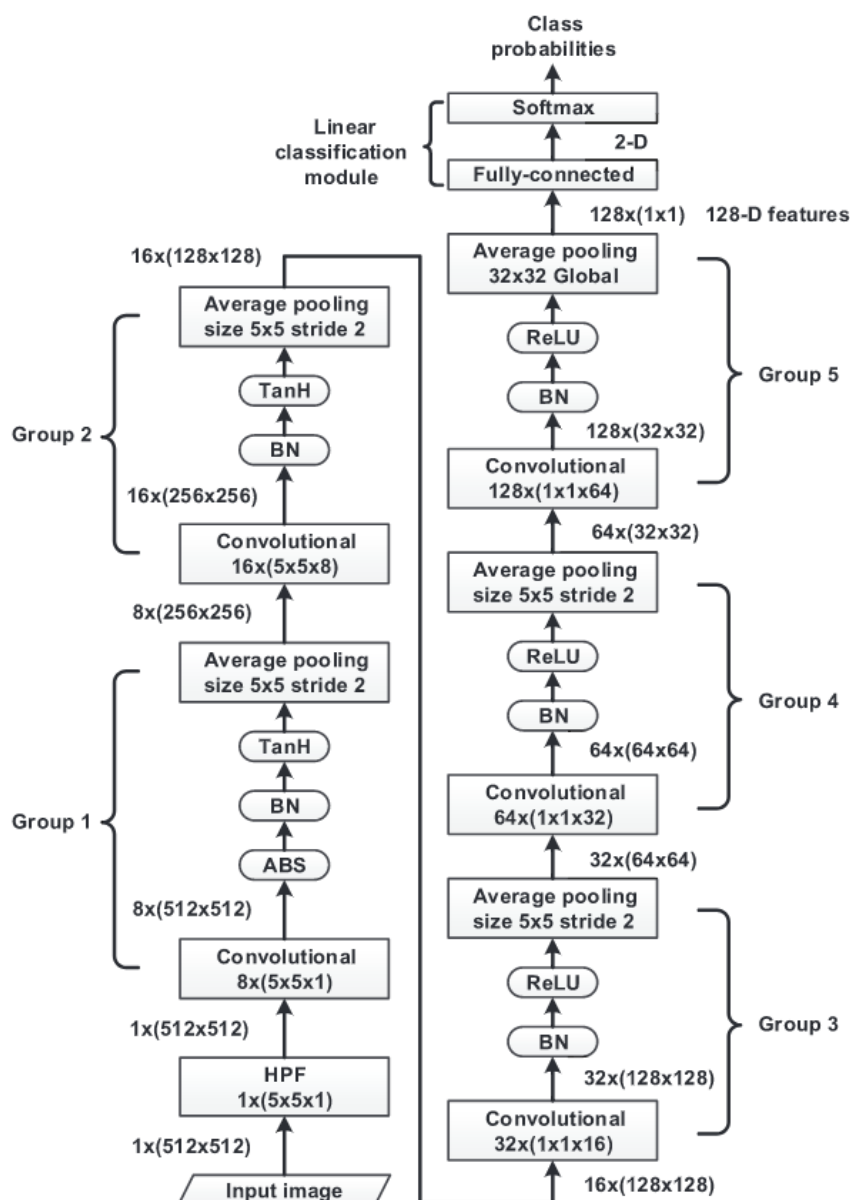 Class
probabilities
Softmax
Linear
classification
module
2-D
Fully-connected
128x(1x1) 128-D features
Average pooling
32x32 Global
ReLU
BN
Group 5
128x(32x32)
Convolutional
128x(1x1x64)
64x(32x32)
Average pooling
size 5x5 stride 2
ReLU
BN
Group 4
64x(64x64)
Convolutional
64x(1x1x32)
32x(64x64)
Average pooling
size 5x5 stride 2
ReLU
BN
Group 3
32x(128x128)
Convolutional
32x(1x1x16)
16x(128x128)
16x(128x128)
Average pooling
size 5x5 stride 2
TanH
Group 2
BN
16x(256x256)
Convolutional
16x(5x5x8)
8x(256x256)
Average pooling
size 5x5 stride 2
TanH
BN
Group 1
ABS
8x(512x512)
Convolutional
8x(5x5x1)
1x(512x512)
HPF
1x(5x5x1)
1x(512x512)
Input image